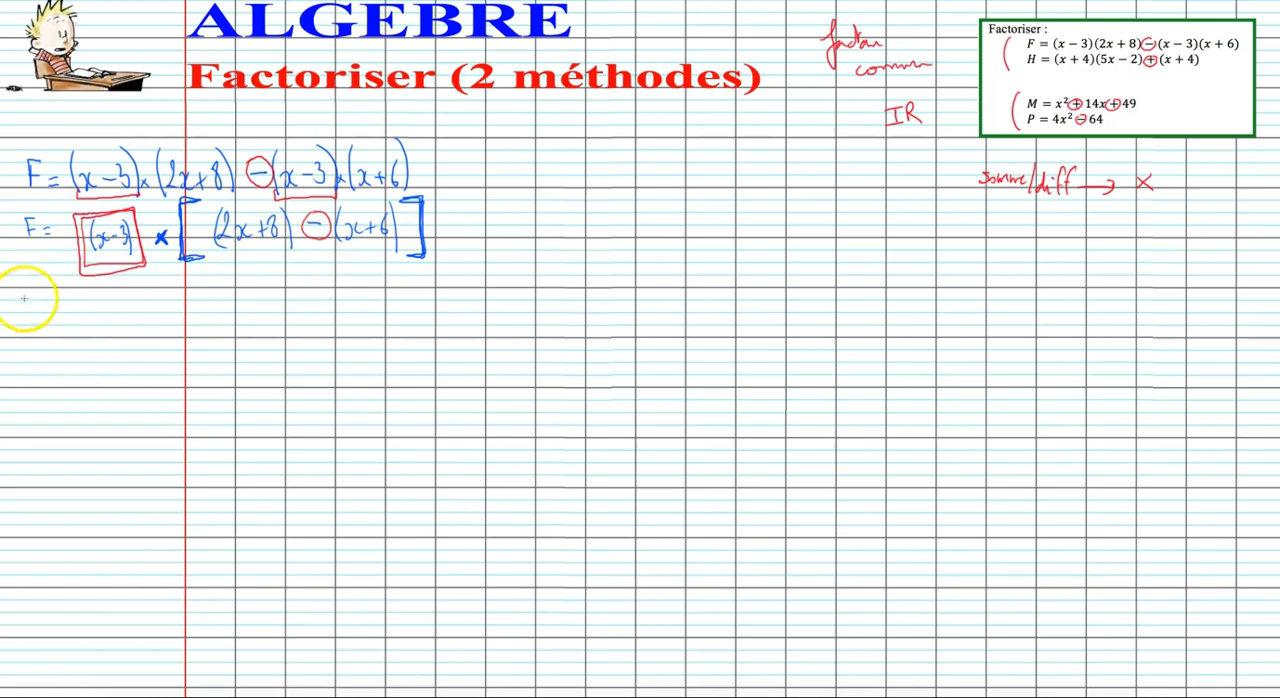 ALGEBRE
Factoriser (2 méthodes)
facteur
commun
IR
Factoriser :
F = (x − 3)(2x + 8) − (x − 3)(x + 6)
H = (x + 4)(5x − 2) + (x + 4)
M = x² + 14x + 49
P = 4x² − 64
somme/diff → ×
F = (x−3)×(2x+8) − (x−3)×(x+6)
F = (x−3) × [ (2x+8) − (x+6) ]